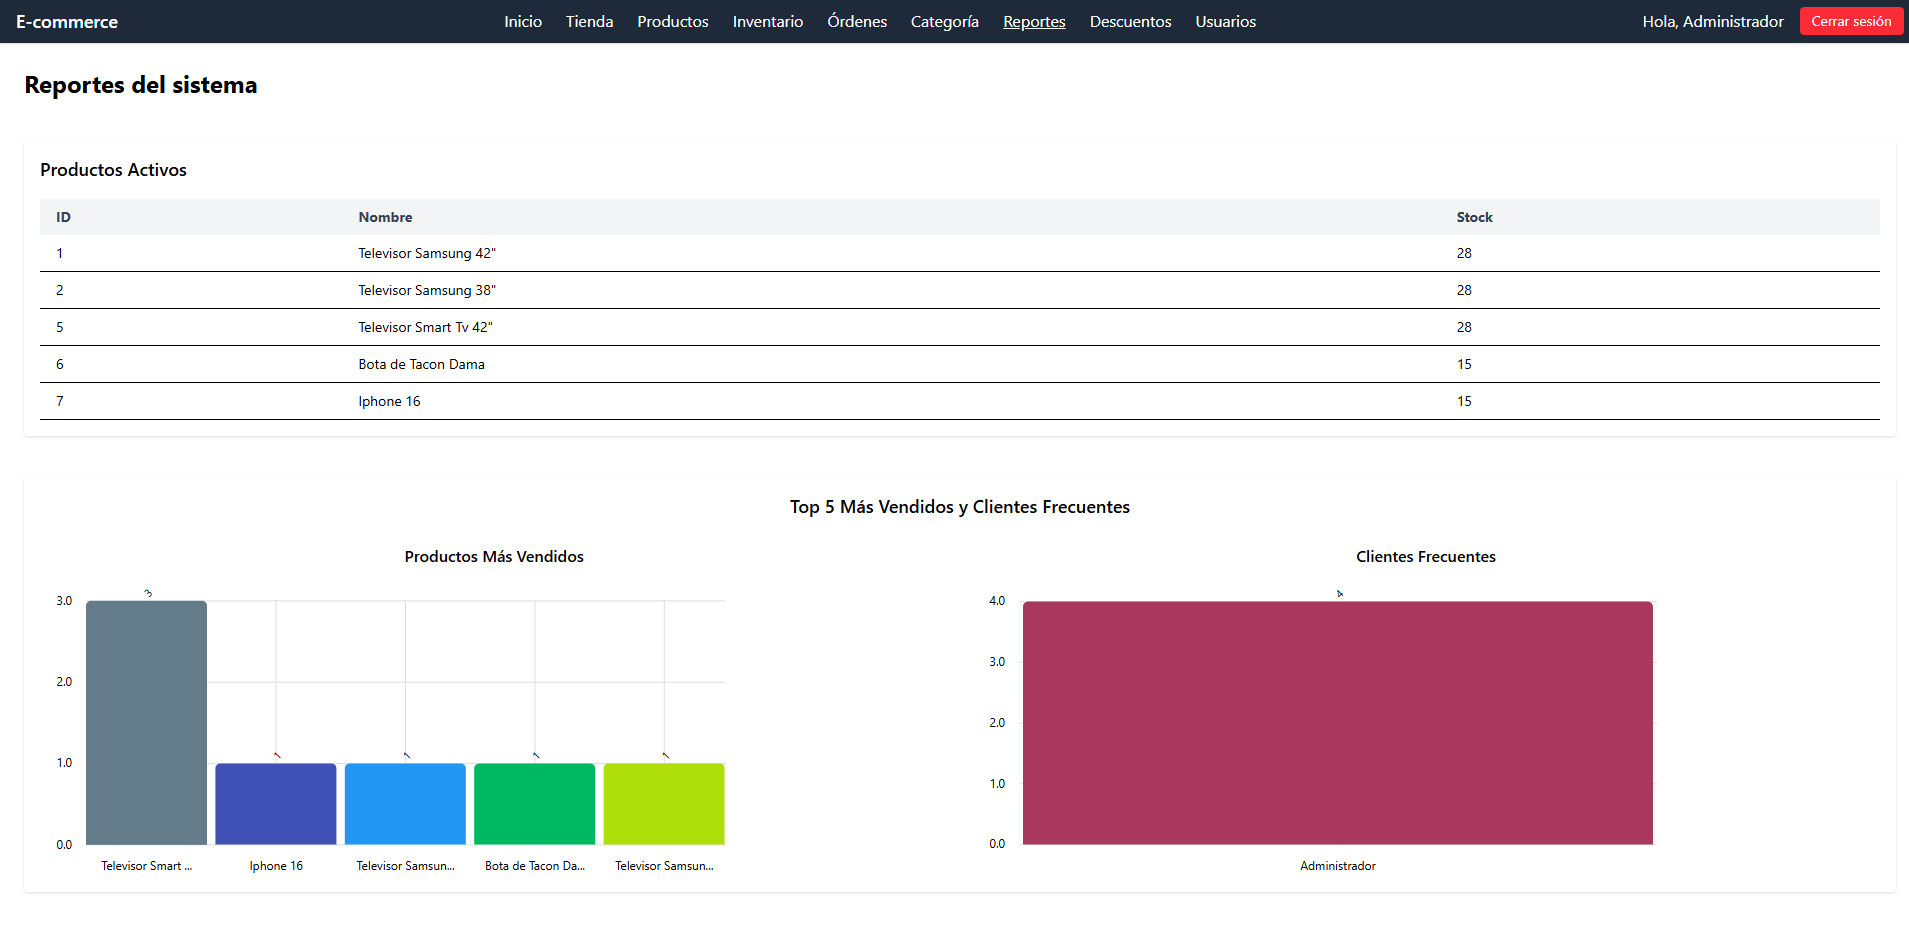 E-commerce Inicio Tienda Productos Inventario Órdenes Categoría Reportes Descuentos Usuarios Hola, Administrador Cerrar sesión
Reportes del sistema
Productos Activos
ID Nombre Stock
1 Televisor Samsung 42" 28
2 Televisor Samsung 38" 28
5 Televisor Smart Tv 42" 28
6 Bota de Tacon Dama 15
7 Iphone 16 15
Top 5 Más Vendidos y Clientes Frecuentes
Productos Más Vendidos
3
3.0
2.0
1 1 1 1
1.0
0.0
Televisor Smart ... Iphone 16 Televisor Samsun... Bota de Tacon Da... Televisor Samsun...
Clientes Frecuentes
4
4.0
3.0
2.0
1.0
0.0
Administrador